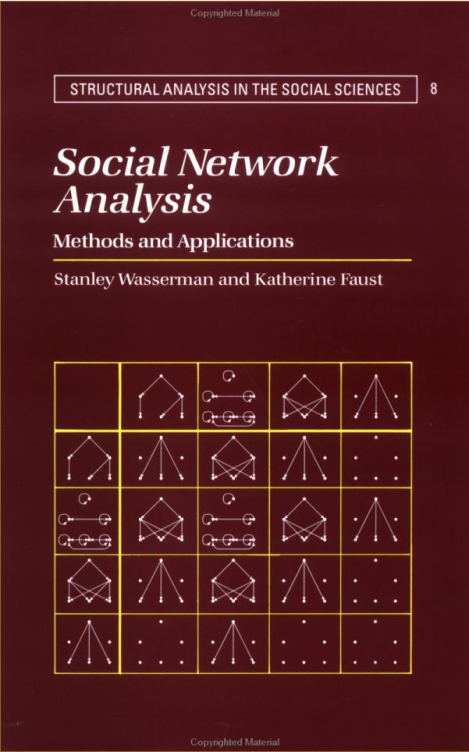 Copyrighted Material
STRUCTURAL ANALYSIS IN THE SOCIAL SCIENCES 8
Social Network
Analysis
Methods and Applications
Stanley Wasserman and Katherine Faust
Copyrighted Material